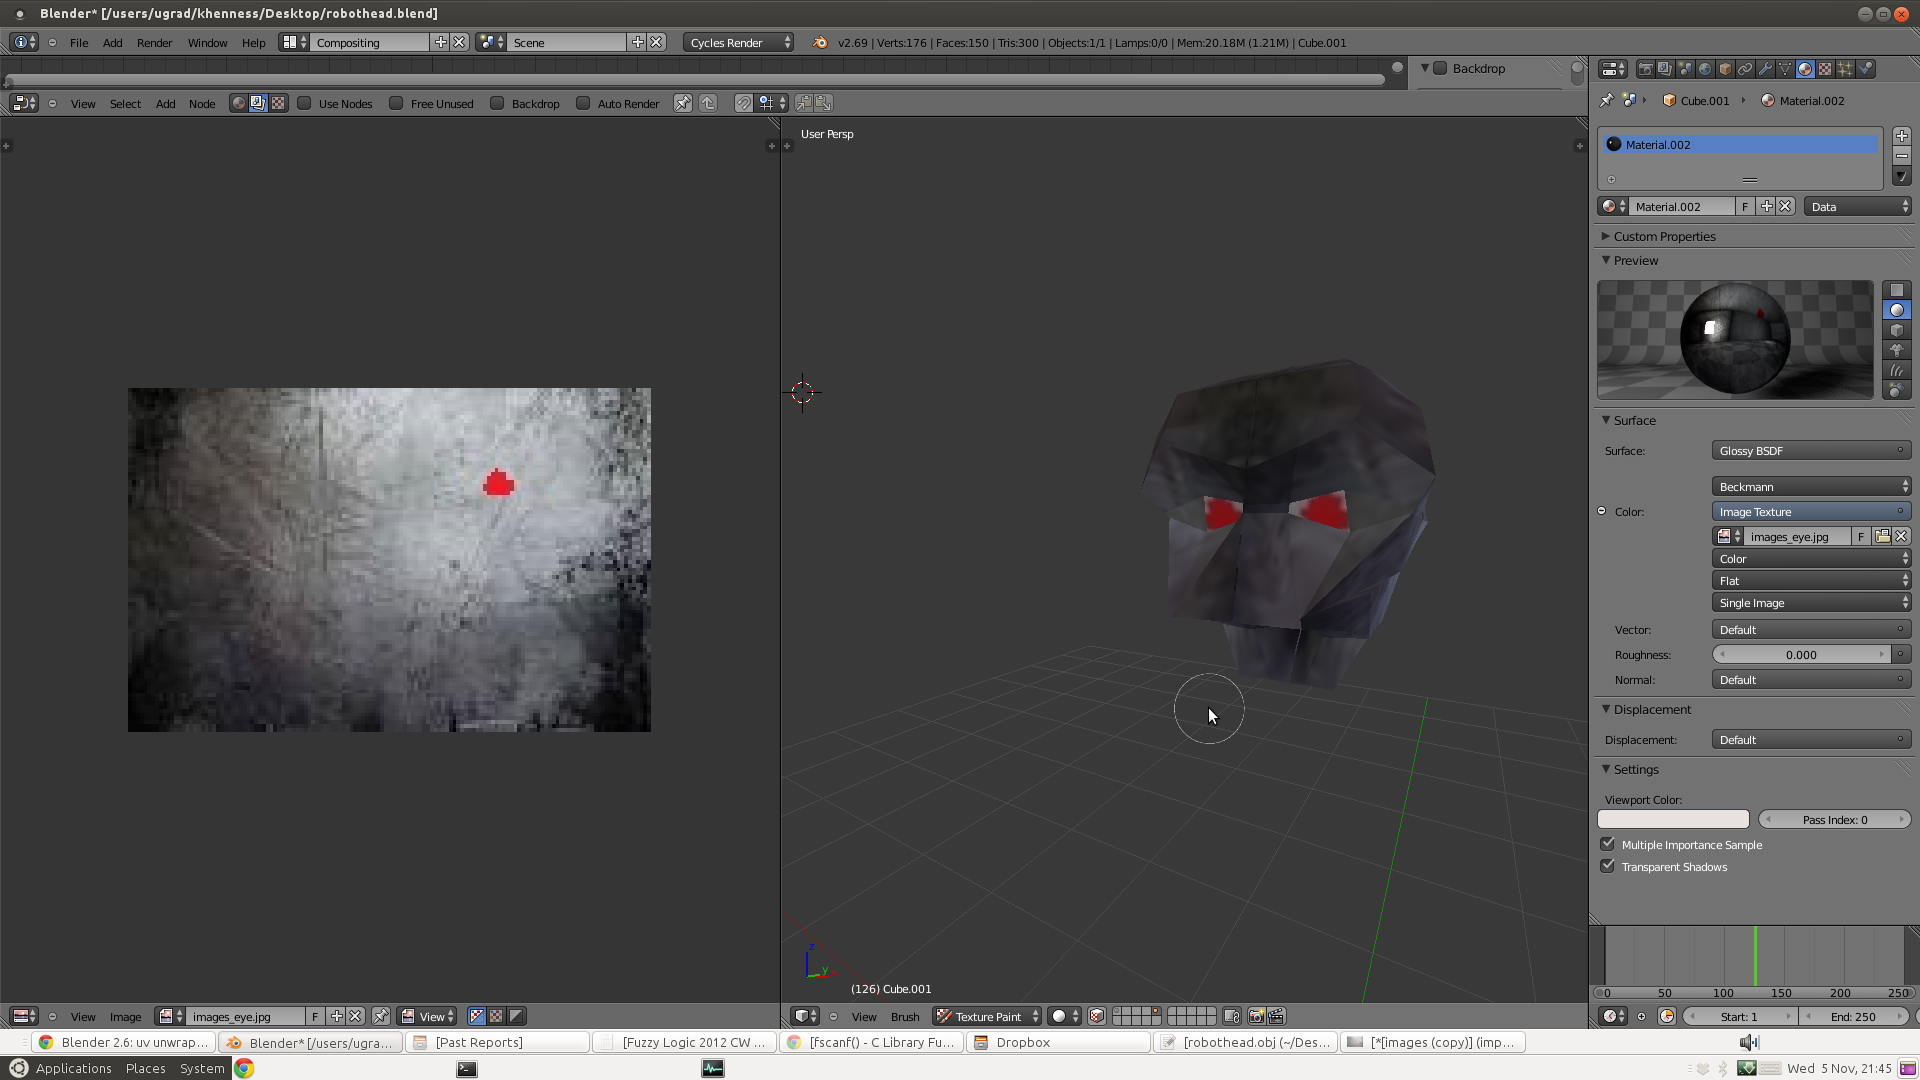 Blender* [/users/ugrad/khenness/Desktop/robothead.blend]
File Add Render Window Help Compositing Scene Cycles Render v2.69 | Verts:176 | Faces:150 | Tris:300 | Objects:1/1 | Lamps:0/0 | Mem:20.18M (1.21M) | Cube.001
Backdrop
View Select Add Node Use Nodes Free Unused Backdrop Auto Render
Cube.001 Material.002
User Persp
Material.002
Material.002 F Data
Custom Properties
Preview
Surface
Surface: Glossy BSDF
Beckmann
Color: Image Texture
images_eye.jpg F
Color
Flat
Single Image
Vector: Default
Roughness: 0.000
Normal: Default
Displacement
Displacement: Default
Settings
Viewport Color:
Pass Index: 0
Multiple Importance Sample
Transparent Shadows
z
y
(126) Cube.001
0 50 100 150 200 250
View Image images_eye.jpg F View
View Brush Texture Paint
Start: 1 End: 250
Blender 2.6: uv unwrap... Blender* [/users/ugra... [Past Reports] [Fuzzy Logic 2012 CW ... [fscanf() - C Library Fu... Dropbox [robothead.obj (~/Des... [*[images (copy)] (imp...
Applications Places System Wed 5 Nov, 21:45